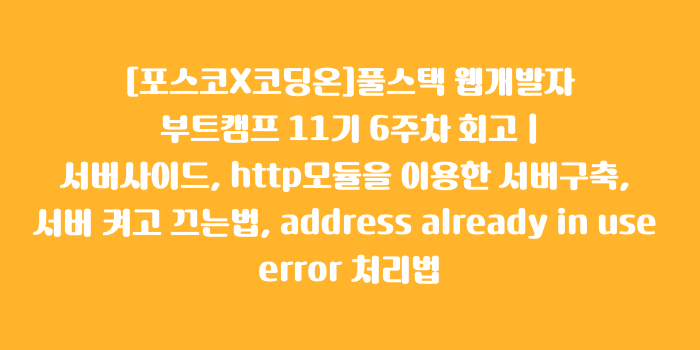 [포스코X코딩온]풀스택 웹개발자
부트캠프 11기 6주차 회고 |
서버사이드, http모듈을 이용한 서버구축,
서버 켜고 끄는법, address already in use
error 처리법